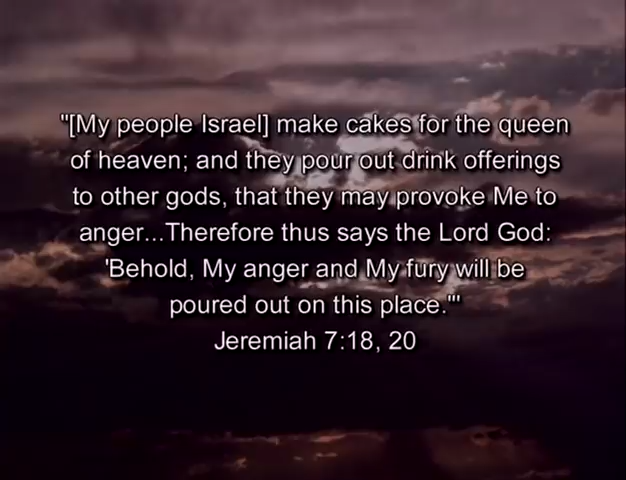 "[My people Israel] make cakes for the queen
of heaven; and they pour out drink offerings
to other gods, that they may provoke Me to
anger...Therefore thus says the Lord God:
'Behold, My anger and My fury will be
poured out on this place.'"
Jeremiah 7:18, 20